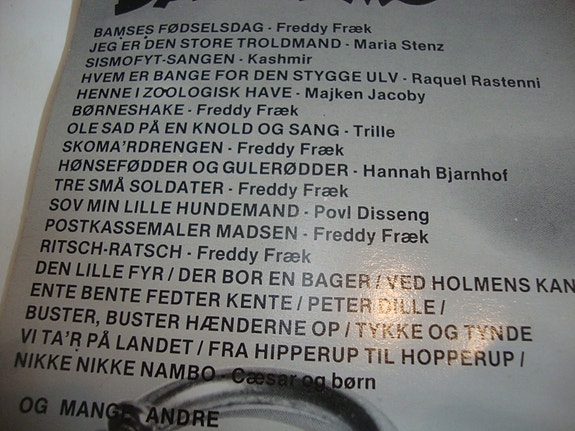 BAMSES FØDSELSDAG - Freddy Fræk
JEG ER DEN STORE TROLDMAND - Maria Stenz
SISMOFYT-SANGEN - Kashmir
HVEM ER BANGE FOR DEN STYGGE ULV - Raquel Rastenni
HENNE I ZOOLOGISK HAVE - Majken Jacoby
BØRNESHAKE - Freddy Fræk
OLE SAD PÅ EN KNOLD OG SANG - Trille
SKOMA'RDRENGEN - Freddy Fræk
HØNSEFØDDER OG GULERØDDER - Hannah Bjarnhof
TRE SMÅ SOLDATER - Freddy Fræk
SOV MIN LILLE HUNDEMAND - Povl Disseng
POSTKASSEMALER MADSEN - Freddy Fræk
RITSCH-RATSCH - Freddy Fræk
DEN LILLE FYR / DER BOR EN BAGER / VED HOLMENS KAN
ENTE BENTE FEDTER KENTE / PETER DILLE /
BUSTER, BUSTER HÆNDERNE OP / TYKKE OG TYNDE
VI TA'R PÅ LANDET / FRA HIPPERUP TIL HOPPERUP /
NIKKE NIKKE NAMBO - Cæsar og børn
OG MANGE ANDRE